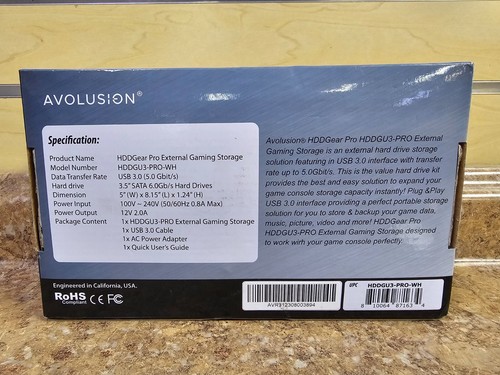 AVOLUSION®
Specification:
Product Name HDDGear Pro External Gaming Storage
Model Number HDDGU3-PRO-WH
Data Transfer Rate USB 3.0 (5.0 Gbit/s)
Hard drive 3.5” SATA 6.0Gb/s Hard Drives
Dimension 5” (W) x 8.15”(L) x 1.24” (H)
Power Input 100V — 240V (50/60Hz 0.8A Max)
Power Output 12V 2.0A
Package Content 1x HDDGU3-PRO External Gaming Storage
1x USB 3.0 Cable
1x AC Power Adapter
1x Quick User's Guide
Avolusion® HDDGear Pro HDDGU3-PRO External
Gaming Storage is an external hard drive storage
solution featuring in USB 3.0 interface with transfer
rate up to 5.0Gbit/s. This is the value hard drive kit
provides the best and easy solution to expand your
game console storage capacity instantly! Plug &Play
USB 3.0 interface providing a perfect portable storage
solution for you to store & backup your game data,
music, picture, video and more! HDDGear Pro
HDDGU3-PRO External Gaming Storage designed
to work with your game console perfectly.
Engineered in California, USA.
RoHS
Compliant
CE FC
AVR312308003894
UPC HDDGU3-PRO-WH
8 10064 87163 4